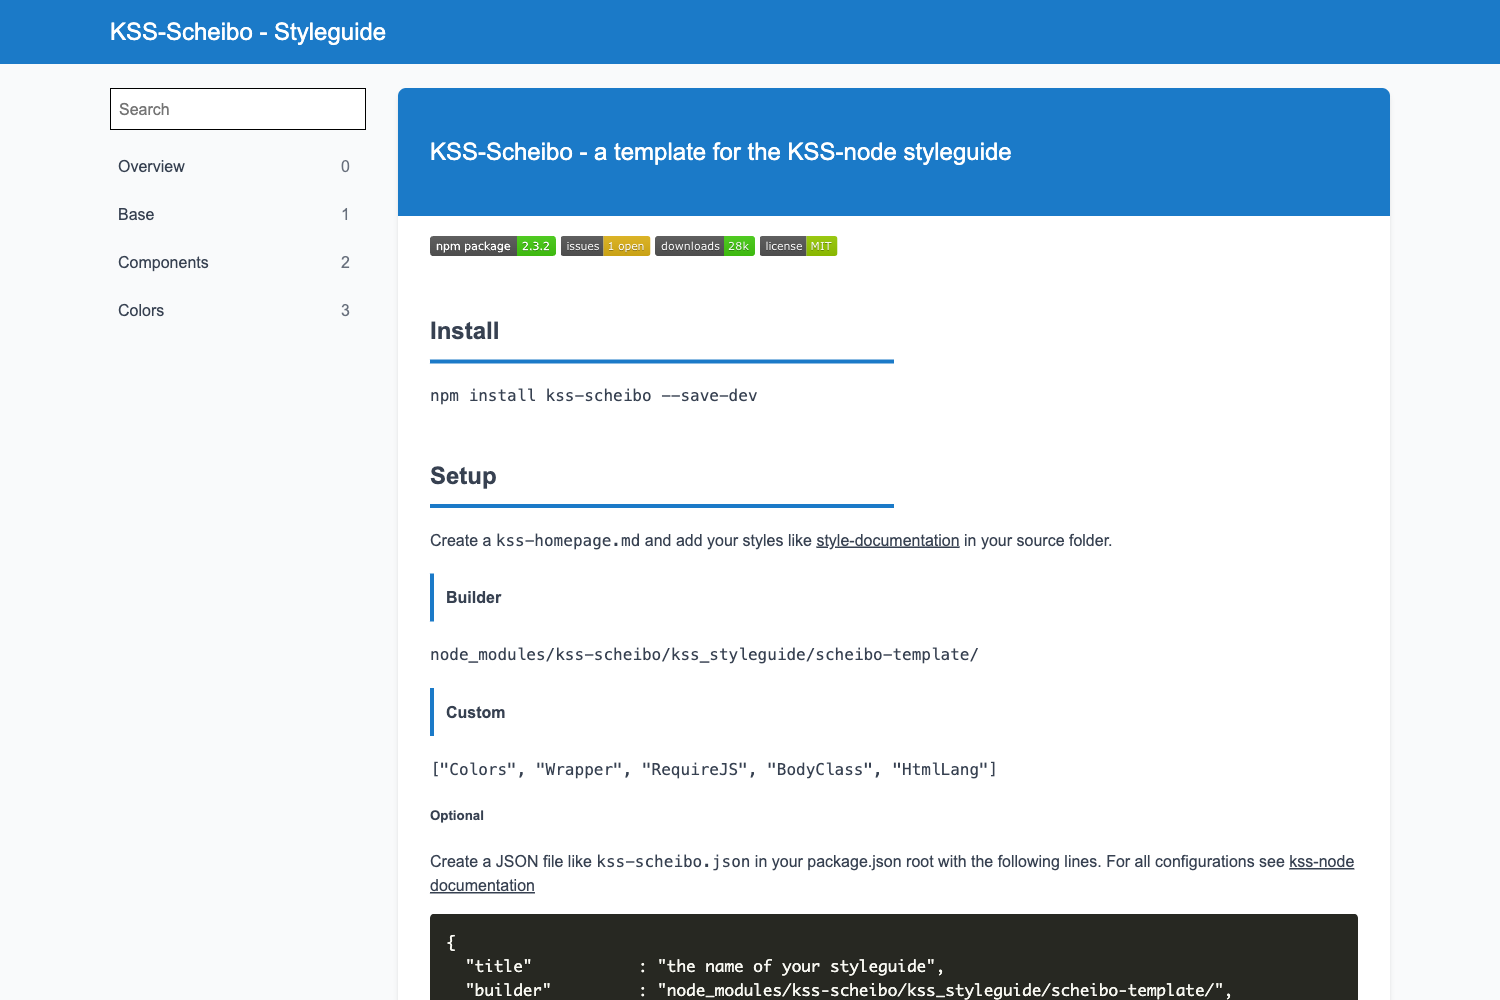 KSS-Scheibo - Styleguide
Search
Overview 0
Base 1
Components 2
Colors 3
KSS-Scheibo - a template for the KSS-node styleguide
npm package 2.3.2 issues 1 open downloads 28k license MIT
Install
npm install kss-scheibo --save-dev
Setup
Create a kss-homepage.md and add your styles like style-documentation in your source folder.
Builder
node_modules/kss-scheibo/kss_styleguide/scheibo-template/
Custom
["Colors", "Wrapper", "RequireJS", "BodyClass", "HtmlLang"]
Optional
Create a JSON file like kss-scheibo.json in your package.json root with the following lines. For all configurations see kss-node
documentation
{
"title" : "the name of your styleguide",
"builder" : "node_modules/kss-scheibo/kss_styleguide/scheibo-template/",